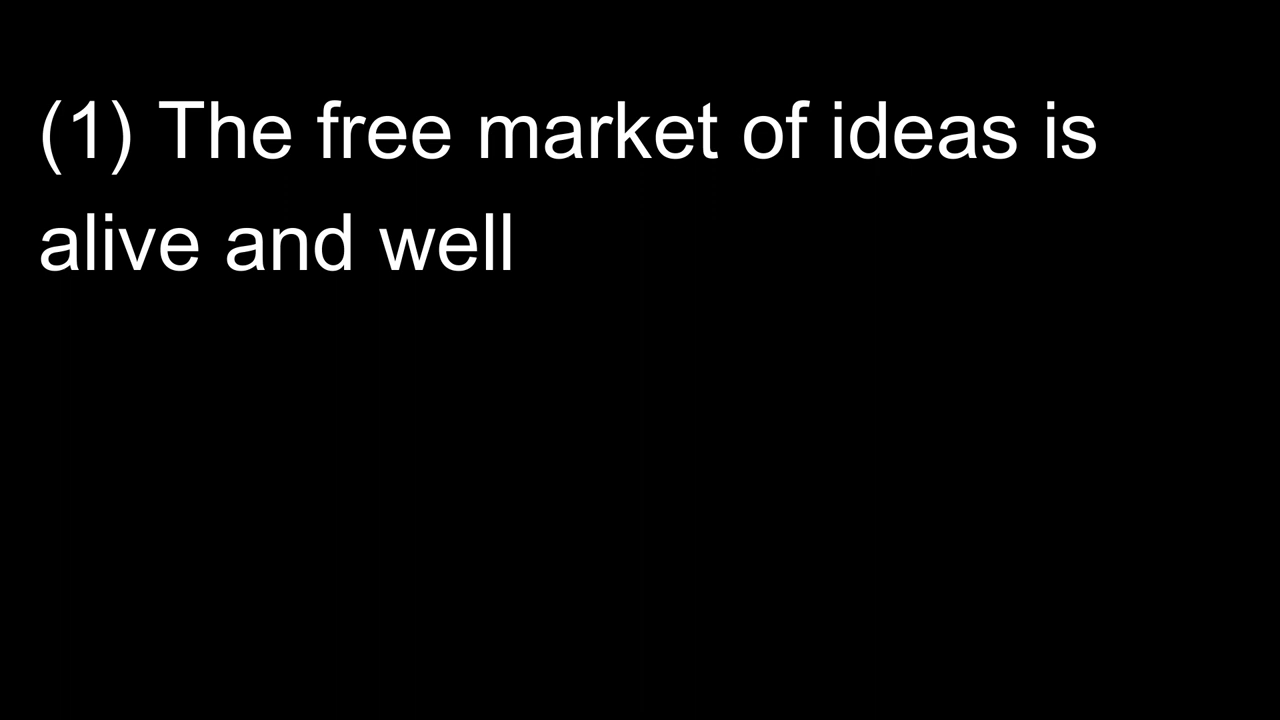 (1) The free market of ideas is
alive and well